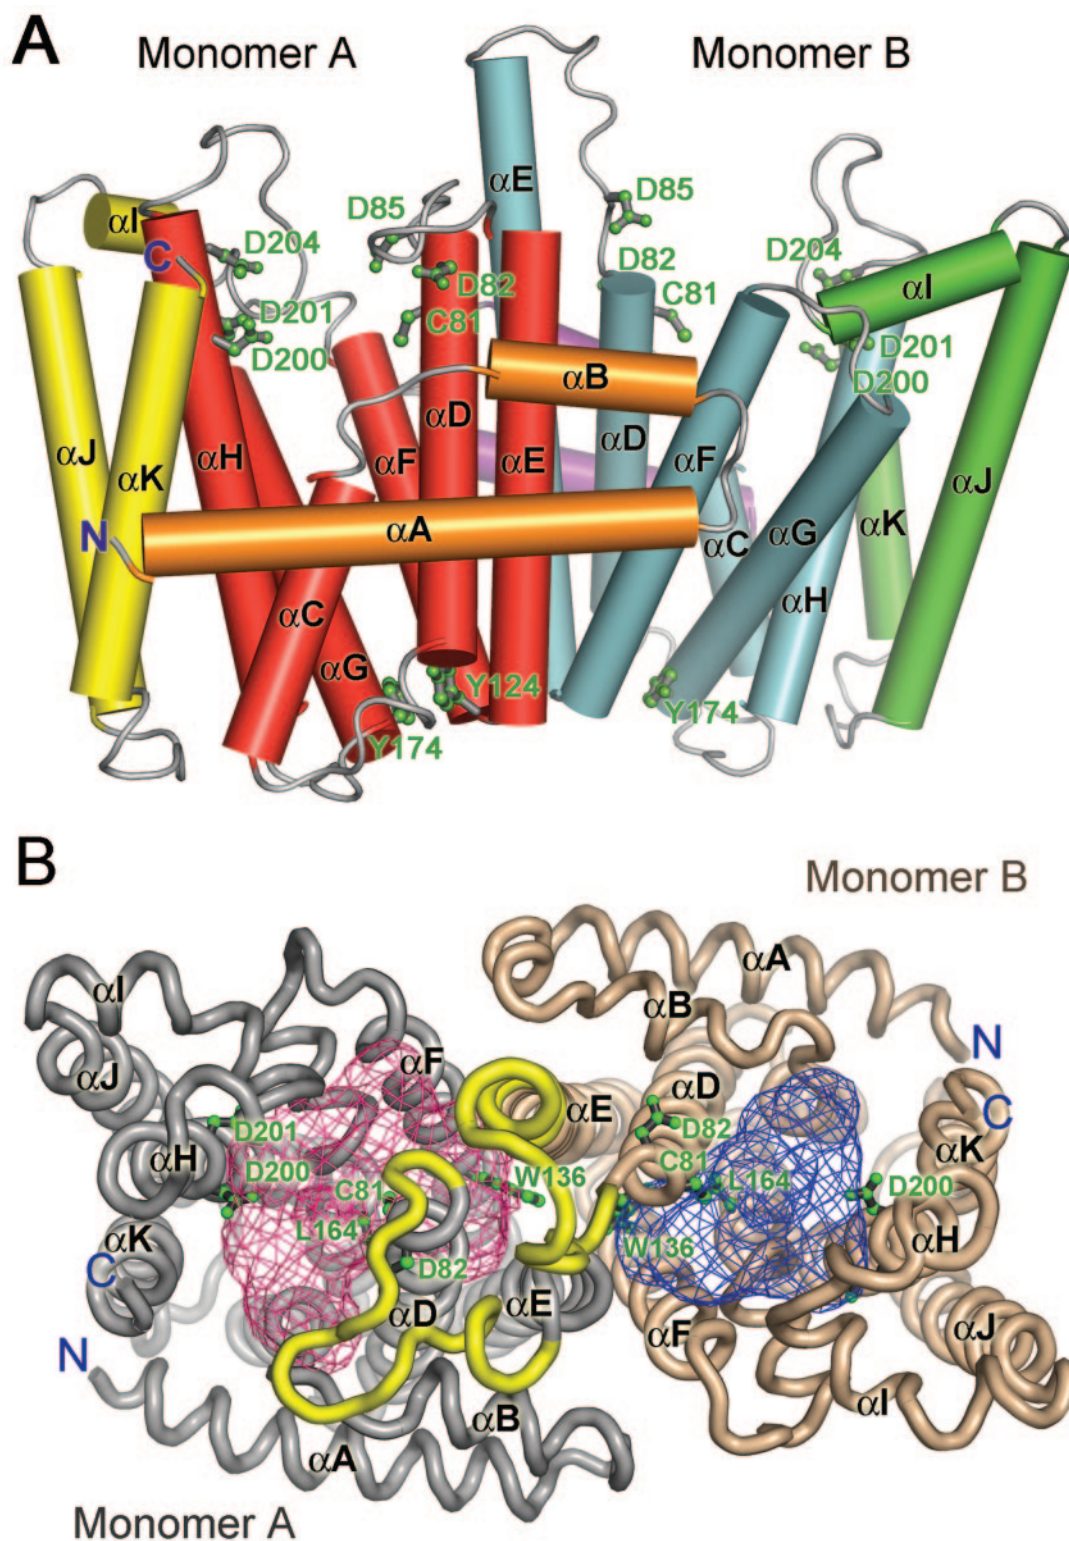 A
Monomer A Monomer B
αE
D85 D85
αI
D204 D82 D204
C D82 C81 αI
D201 C81 D201
D200 D200
αB
αD
αJ αK αH αF αE αD αF αJ
N αA αC αG αK
αC αH
αG Y124
Y174 Y174
B
Monomer B
αI αA
αB N
αJ αF αD
αE C
D201 D82 αK
αH D200 C81 W136 C81 L164 D200
L164 αH
αK W136
C D82
αD αE αF αJ
N
αB αI
αA
Monomer A